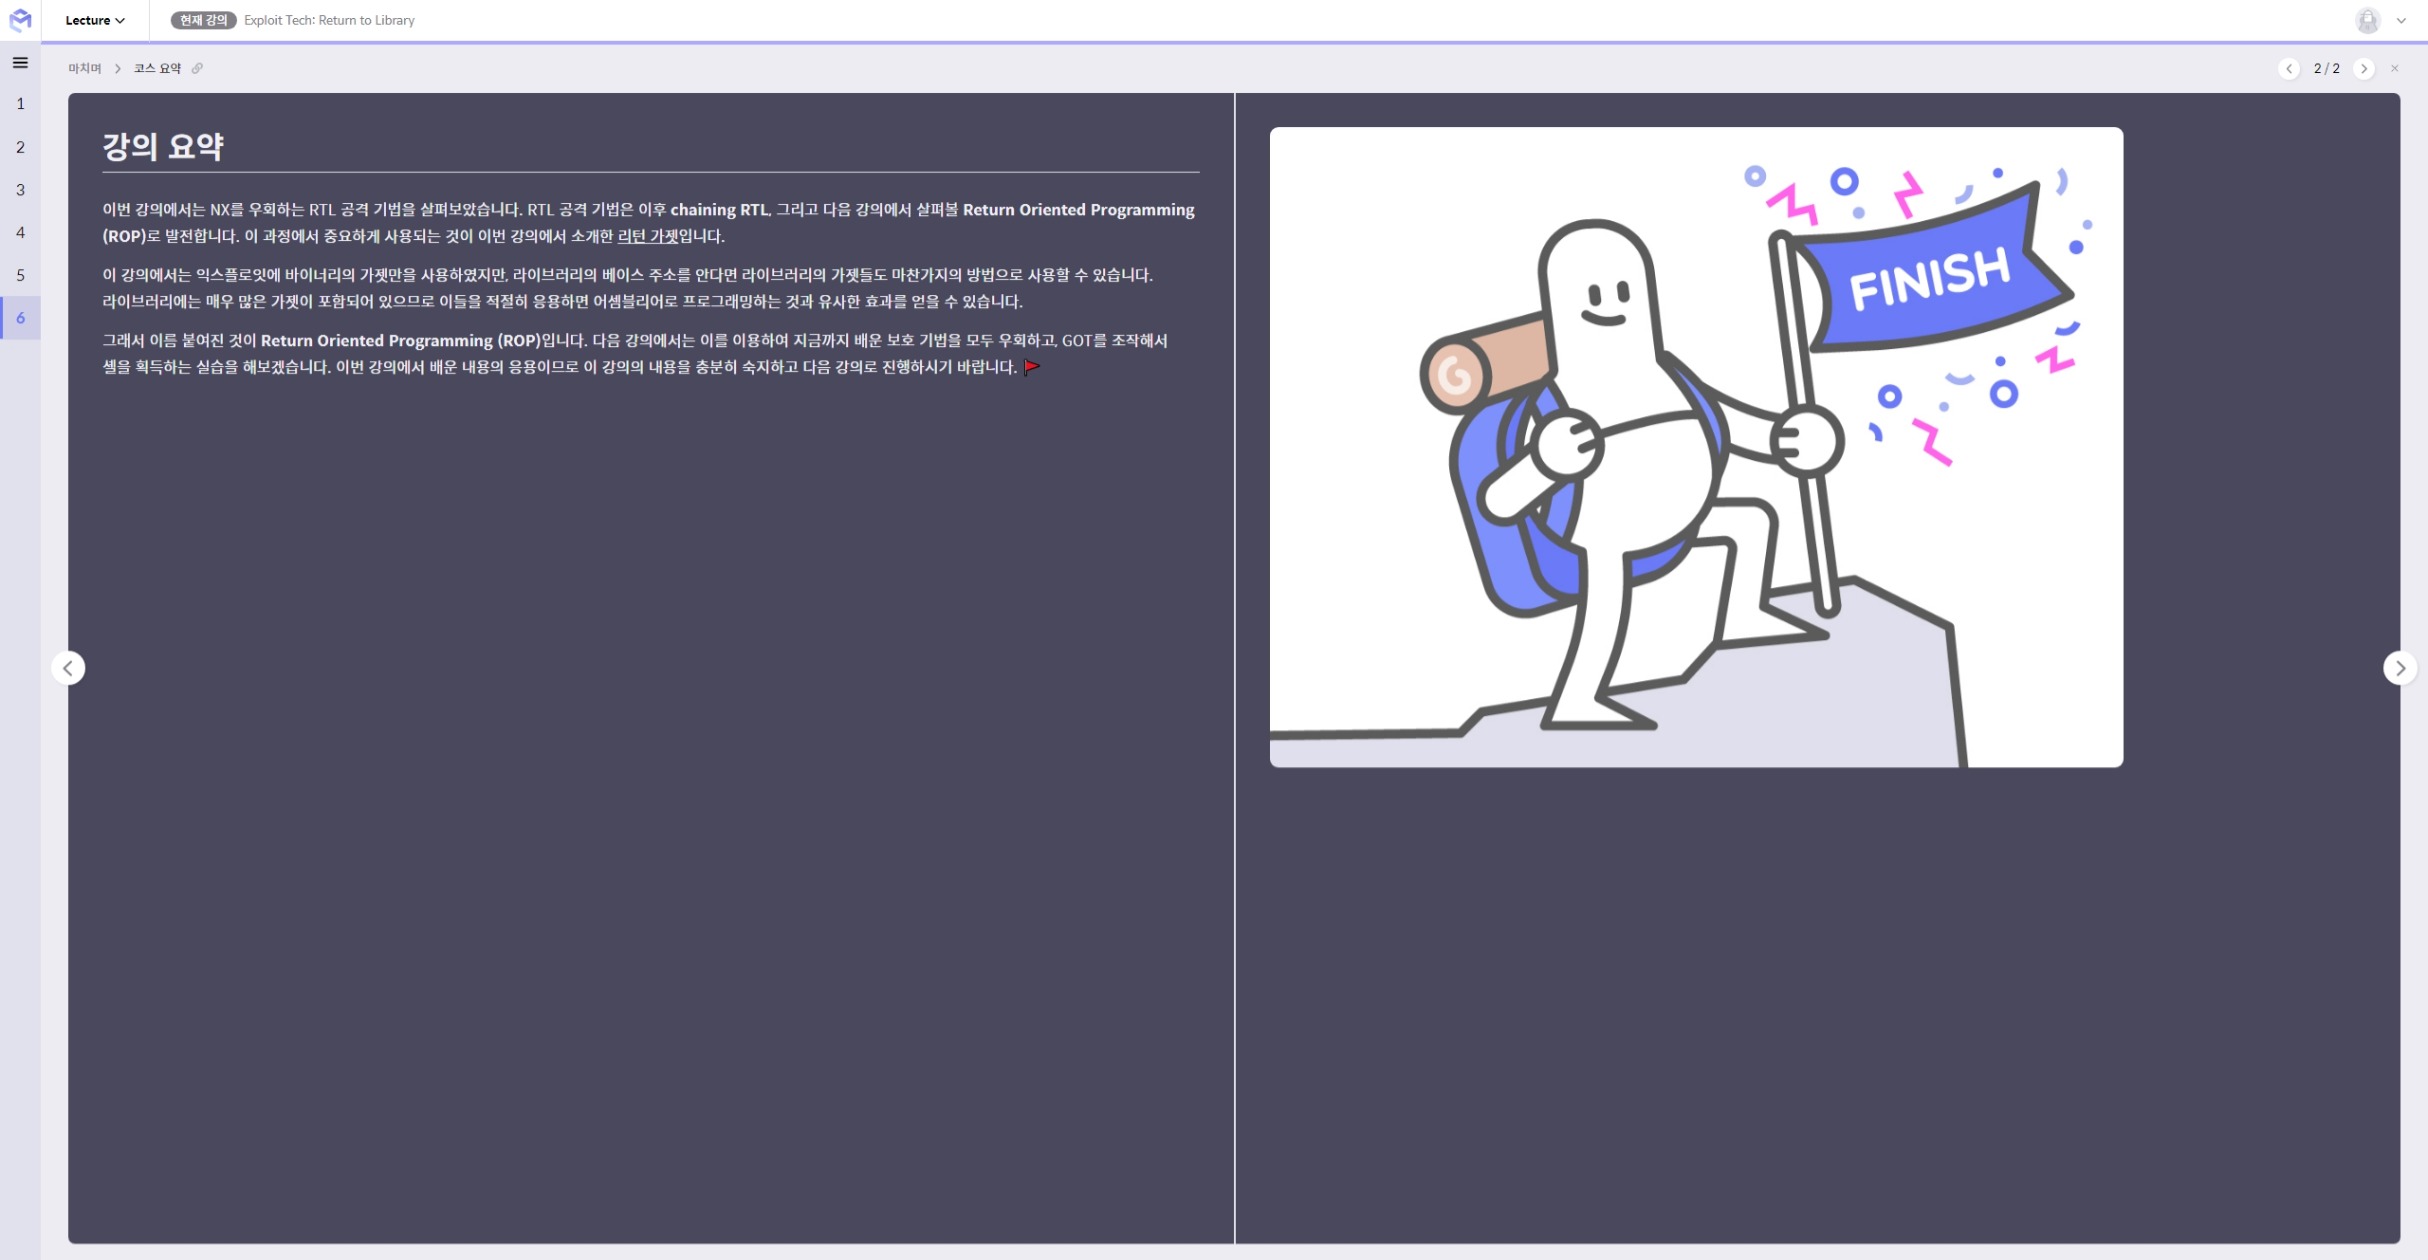 Lecture
현재 강의 Exploit Tech: Return to Library
마치며 > 코스 요약
2 / 2
1
2
3
4
5
6
강의 요약
이번 강의에서는 NX를 우회하는 RTL 공격 기법을 살펴보았습니다. RTL 공격 기법은 이후 chaining RTL, 그리고 다음 강의에서 살펴볼 Return Oriented Programming
(ROP)로 발전합니다. 이 과정에서 중요하게 사용되는 것이 이번 강의에서 소개한 리턴 가젯입니다.
이 강의에서는 익스플로잇에 바이너리의 가젯만을 사용하였지만, 라이브러리의 베이스 주소를 안다면 라이브러리의 가젯들도 마찬가지의 방법으로 사용할 수 있습니다.
라이브러리에는 매우 많은 가젯이 포함되어 있으므로 이들을 적절히 응용하면 어셈블리어로 프로그래밍하는 것과 유사한 효과를 얻을 수 있습니다.
그래서 이름 붙여진 것이 Return Oriented Programming (ROP)입니다. 다음 강의에서는 이를 이용하여 지금까지 배운 보호 기법을 모두 우회하고, GOT를 조작해서
셸을 획득하는 실습을 해보겠습니다. 이번 강의에서 배운 내용의 응용이므로 이 강의의 내용을 충분히 숙지하고 다음 강의로 진행하시기 바랍니다. 🚩
FINISH